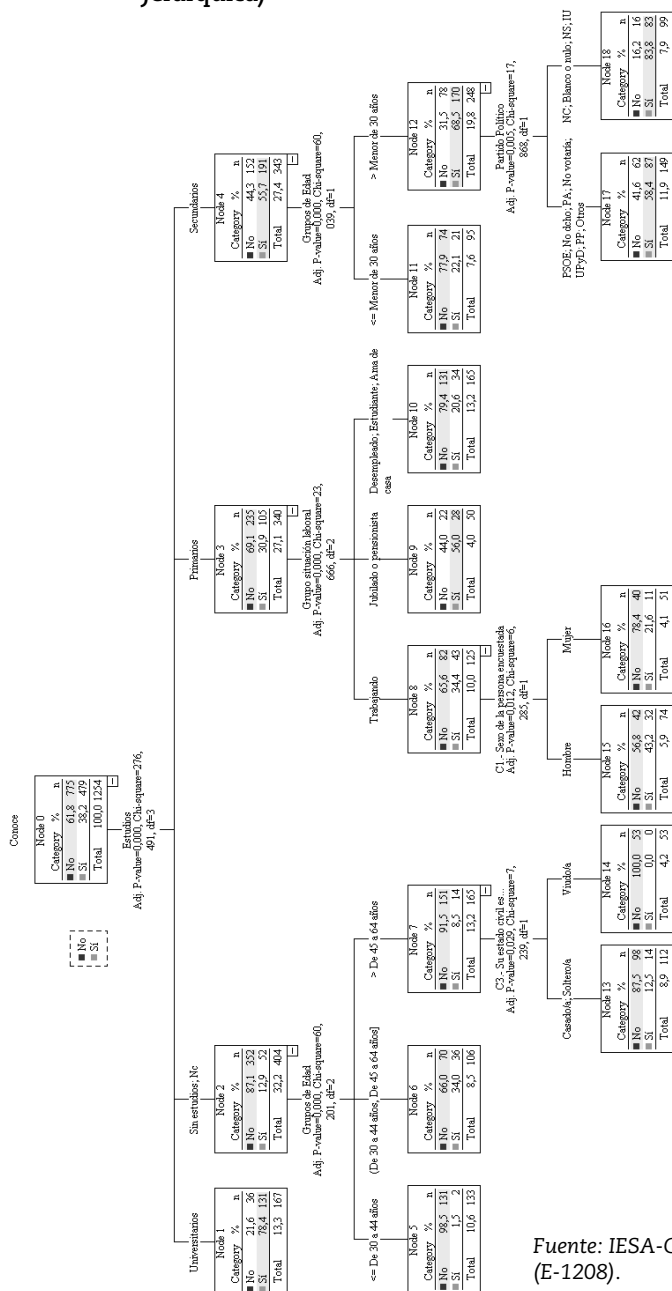 Jerárquica)
Conoce
Node 0
Category % n
No 61,8 775
Sí 38,2 479
Total 100,0 1254
No
Sí
Estudios
Adj. P-value=0,000, Chi-square=276,
491, df=3
Universitarios
Node 1
Category % n
No 21,6 36
Sí 78,4 131
Total 13,3 167
Sin estudios; Nc
Node 2
Category % n
No 87,1 352
Sí 12,9 52
Total 32,2 404
Primarios
Node 3
Category % n
No 69,1 235
Sí 30,9 105
Total 27,1 340
Secundarios
Node 4
Category % n
No 44,3 152
Sí 55,7 191
Total 27,4 343
Grupos de Edad
Adj. P-value=0,000, Chi-square=60,
201, df=2
Grupo situación laboral
Adj. P-value=0,000, Chi-square=23,
666, df=2
Grupos de Edad
Adj. P-value=0,000, Chi-square=60,
039, df=1
<= De 30 a 44 años
Node 5
Category % n
No 98,5 131
Sí 1,5 2
Total 10,6 133
(De 30 a 44 años, De 45 a 64 años]
Node 6
Category % n
No 66,0 70
Sí 34,0 36
Total 8,5 106
> De 45 a 64 años
Node 7
Category % n
No 91,5 151
Sí 8,5 14
Total 13,2 165
Trabajando
Node 8
Category % n
No 65,6 82
Sí 34,4 43
Total 10,0 125
Jubilado o pensionista
Node 9
Category % n
No 44,0 22
Sí 56,0 28
Total 4,0 50
Desempleado; Estudiante; Ama de
casa
Node 10
Category % n
No 79,4 131
Sí 20,6 34
Total 13,2 165
<= Menor de 30 años
Node 11
Category % n
No 77,9 74
Sí 22,1 21
Total 7,6 95
> Menor de 30 años
Node 12
Category % n
No 31,5 78
Sí 68,5 170
Total 19,8 248
C3.- Su estado civil es...
Adj. P-value=0,029, Chi-square=7,
239, df=1
C1.- Sexo de la persona encuestada
Adj. P-value=0,012, Chi-square=6,
285, df=1
Partido Político
Adj. P-value=0,005, Chi-square=17,
868, df=1
Casado/a; Soltero/a
Node 13
Category % n
No 87,5 98
Sí 12,5 14
Total 8,9 112
Viudo/a
Node 14
Category % n
No 100,0 53
Sí 0,0 0
Total 4,2 53
Hombre
Node 15
Category % n
No 56,8 42
Sí 43,2 32
Total 5,9 74
Mujer
Node 16
Category % n
No 78,4 40
Sí 21,6 11
Total 4,1 51
PSOE; No dcho; PA; No votaría;
UPyD; PP; Otros
Node 17
Category % n
No 41,6 62
Sí 58,4 87
Total 11,9 149
NC; Blanco o nulo; NS; IU
Node 18
Category % n
No 16,2 16
Sí 83,8 83
Total 7,9 99
Fuente: IESA-C
(E-1208).